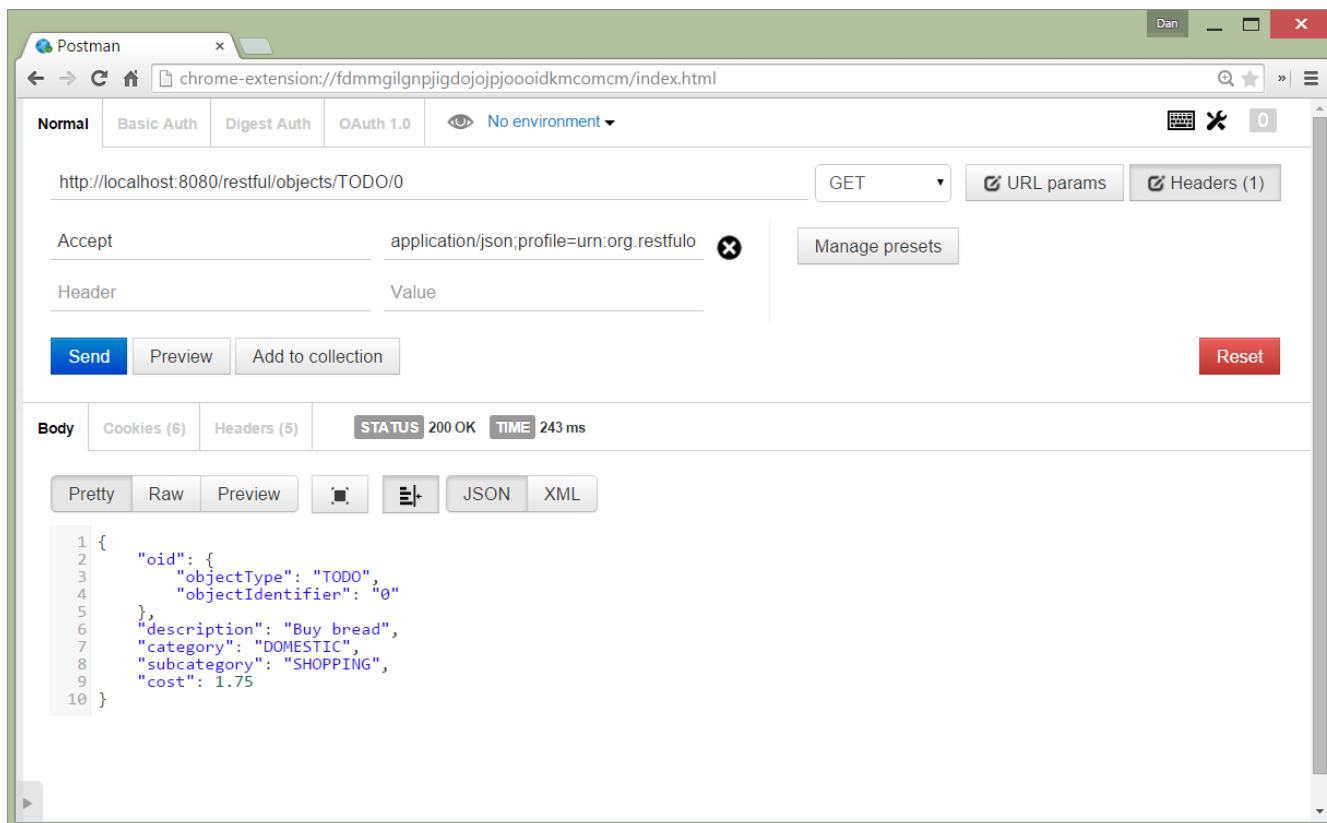 Dan
Postman
chrome-extension://fdmmgilgnpjigdojojpjoooidkmcomcm/index.html
Normal Basic Auth Digest Auth OAuth 1.0 No environment 0
http://localhost:8080/restful/objects/TODO/0 GET URL params Headers (1)
Accept application/json;profile=urn:org.restfulo Manage presets
Header Value
Send Preview Add to collection Reset
Body Cookies (6) Headers (5) STATUS 200 OK TIME 243 ms
Pretty Raw Preview JSON XML
1 {
2 "oid": {
3 "objectType": "TODO",
4 "objectIdentifier": "0"
5 },
6 "description": "Buy bread",
7 "category": "DOMESTIC",
8 "subcategory": "SHOPPING",
9 "cost": 1.75
10 }